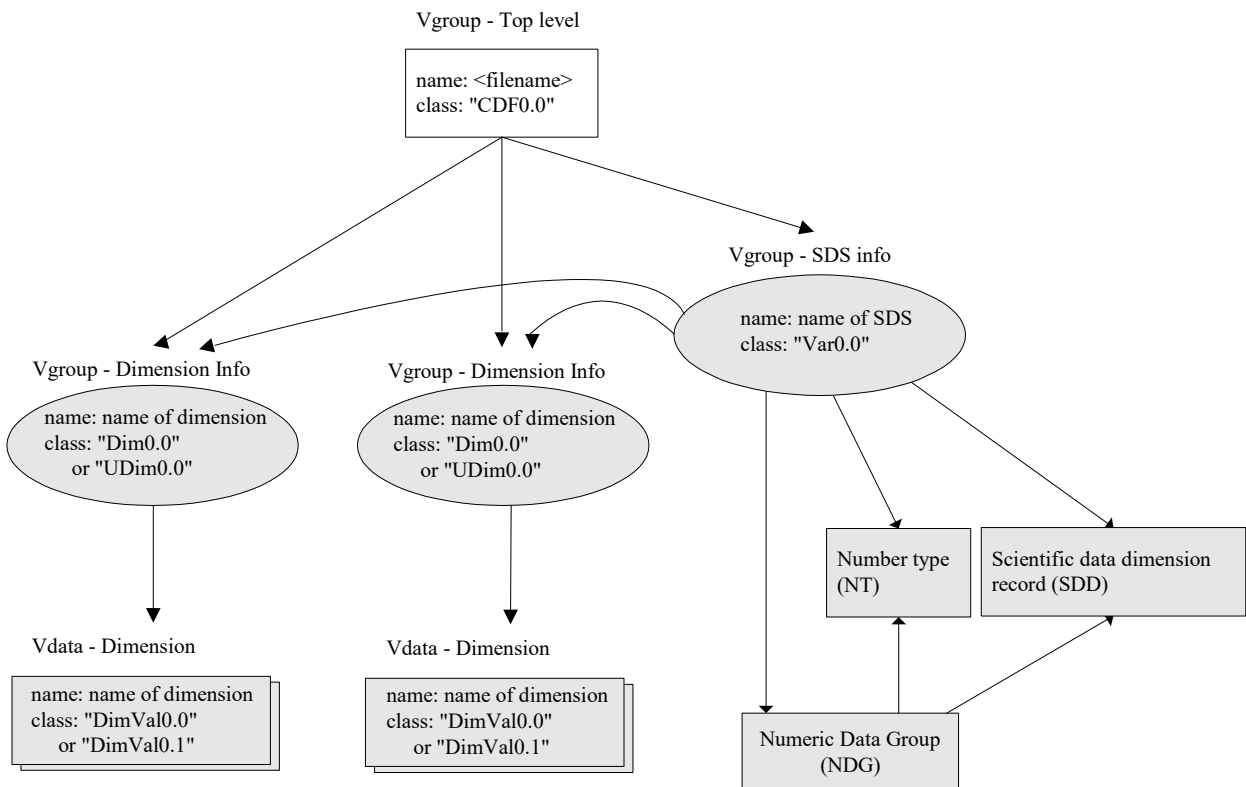 Vgroup - Top level
name: <filename>
class: "CDF0.0"
Vgroup - SDS info
name: name of SDS
class: "Var0.0"
Vgroup - Dimension Info
name: name of dimension
class: "Dim0.0"
or "UDim0.0"
Vgroup - Dimension Info
name: name of dimension
class: "Dim0.0"
or "UDim0.0"
Number type
(NT)
Scientific data dimension
record (SDD)
Vdata - Dimension
name: name of dimension
class: "DimVal0.0"
or "DimVal0.1"
Vdata - Dimension
name: name of dimension
class: "DimVal0.0"
or "DimVal0.1"
Numeric Data Group
(NDG)